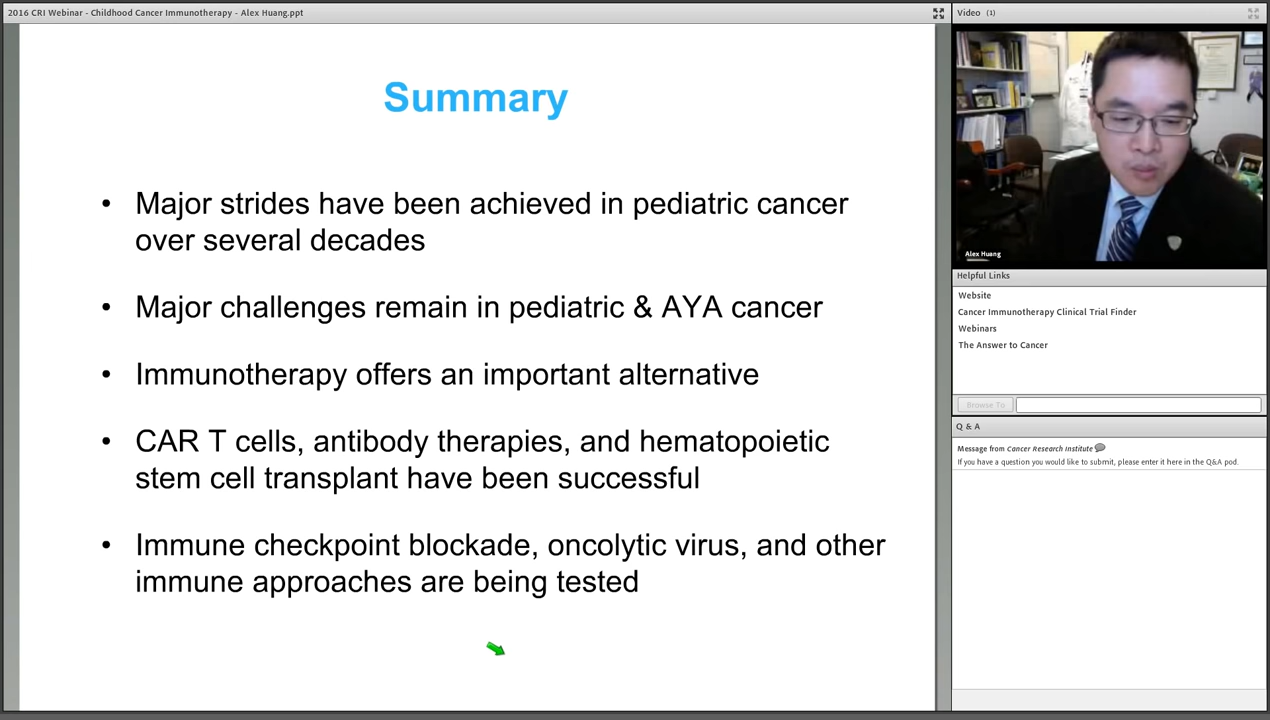 2016 CRI Webinar - Childhood Cancer Immunotherapy - Alex Huang.ppt
Summary
• Major strides have been achieved in pediatric cancer
over several decades
• Major challenges remain in pediatric & AYA cancer
• Immunotherapy offers an important alternative
• CAR T cells, antibody therapies, and hematopoietic
stem cell transplant have been successful
• Immune checkpoint blockade, oncolytic virus, and other
immune approaches are being tested
Video (1)
Alex Huang
Helpful Links
Website
Cancer Immunotherapy Clinical Trial Finder
Webinars
The Answer to Cancer
Browse To
Q & A
Message from Cancer Research Institute
If you have a question you would like to submit, please enter it here in the Q&A pod.